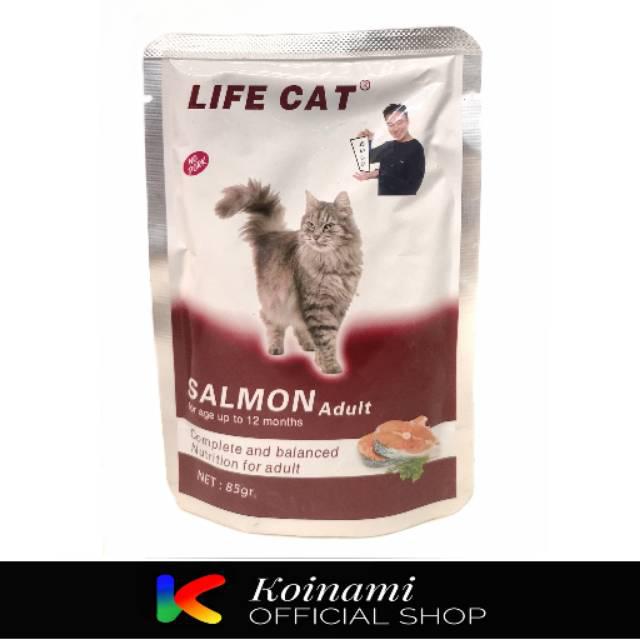 LIFE CAT®
NO
PORK
SALMON Adult
for age up to 12 months
Complete and balanced
Nutrition for adult
NET : 85gr.
Koinami
OFFICIAL SHOP